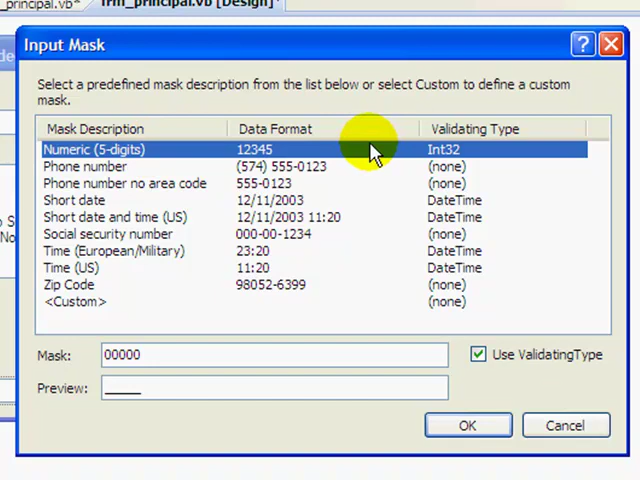 _principal.vb* frm_principal.vb [Design]*
Input Mask
Select a predefined mask description from the list below or select Custom to define a custom
mask.
Mask Description Data Format Validating Type
Numeric (5-digits) 12345 Int32
Phone number (574) 555-0123 (none)
Phone number no area code 555-0123 (none)
Short date 12/11/2003 DateTime
Short date and time (US) 12/11/2003 11:20 DateTime
Social security number 000-00-1234 (none)
Time (European/Military) 23:20 DateTime
Time (US) 11:20 DateTime
Zip Code 98052-6399 (none)
<Custom> (none)
Mask: 00000 Use ValidatingType
Preview: _____
OK Cancel